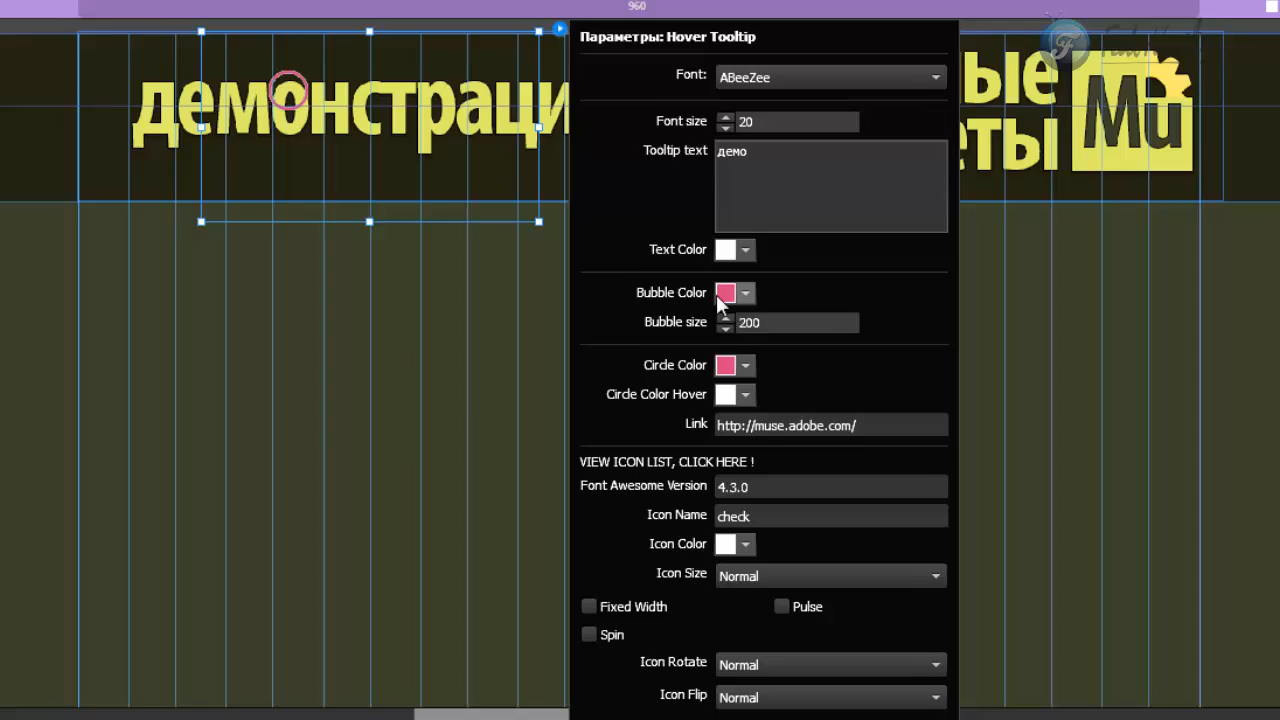 960
Параметры: Hover Tooltip
Font: ABeeZee
Font size 20
Tooltip text демо
Text Color
Bubble Color
Bubble size 200
Circle Color
Circle Color Hover
Link http://muse.adobe.com/
VIEW ICON LIST, CLICK HERE !
Font Awesome Version 4.3.0
Icon Name check
Icon Color
Icon Size Normal
Fixed Width Pulse
Spin
Icon Rotate Normal
Icon Flip Normal
демонстраци
ые
еты
Mu